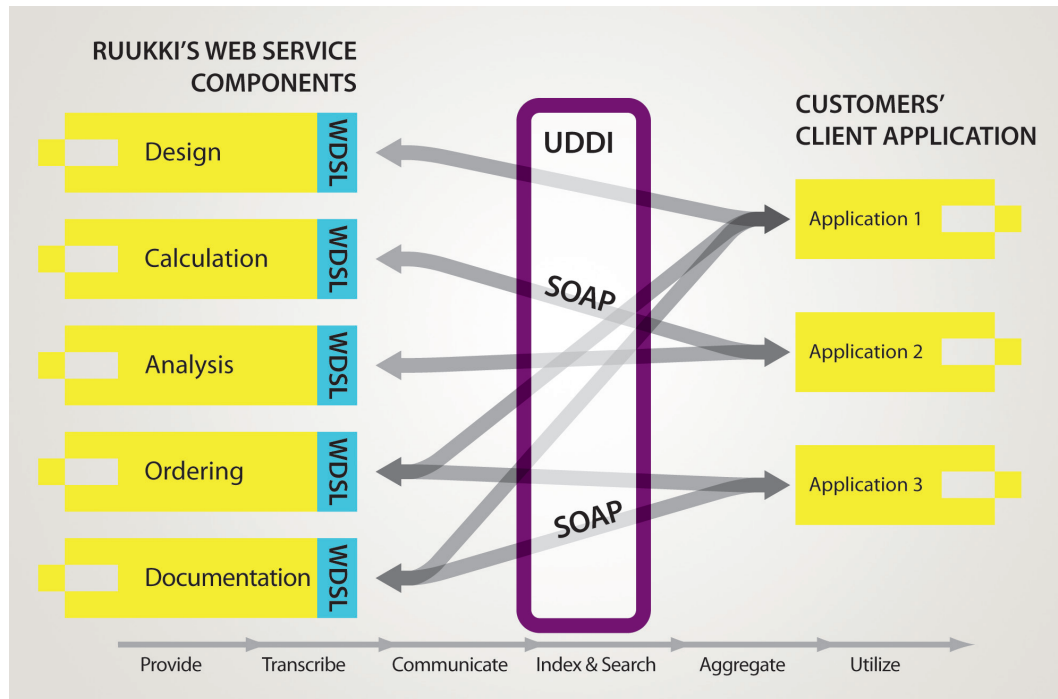 RUUKKI'S WEB SERVICE
COMPONENTS
Design
WDSL
Calculation
WDSL
Analysis
WDSL
Ordering
WDSL
Documentation
WDSL
UDDI
SOAP
SOAP
CUSTOMERS'
CLIENT APPLICATION
Application 1
Application 2
Application 3
Provide
Transcribe
Communicate
Index & Search
Aggregate
Utilize